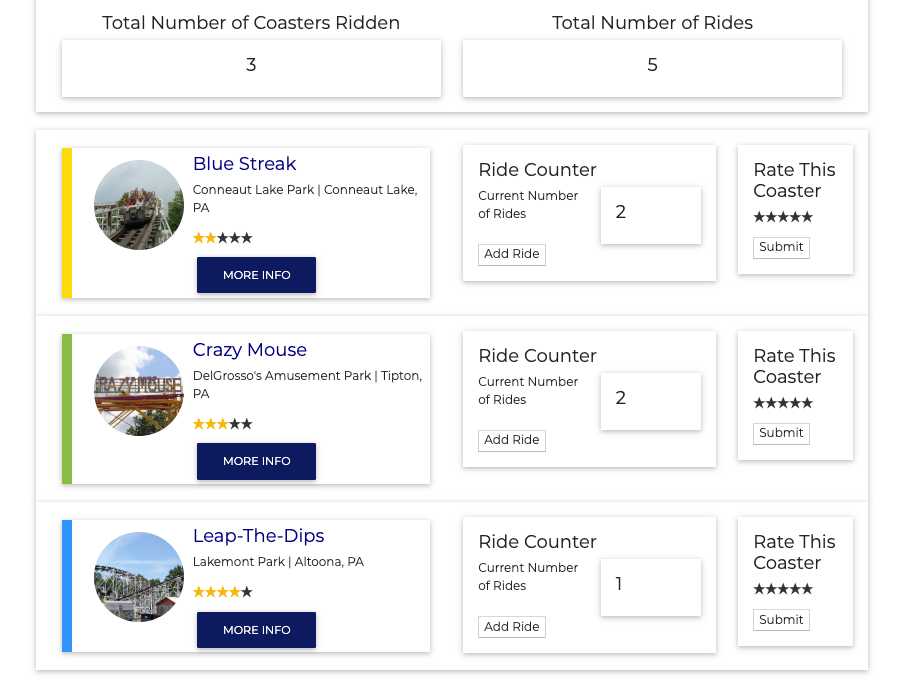 Total Number of Coasters Ridden
Total Number of Rides
3
5
Blue Streak
Conneaut Lake Park | Conneaut Lake,
PA
MORE INFO
Ride Counter
Current Number
of Rides
2
Add Ride
Rate This
Coaster
Submit
CRAZY MOUSE
Crazy Mouse
DelGrosso's Amusement Park | Tipton,
PA
MORE INFO
Ride Counter
Current Number
of Rides
2
Add Ride
Rate This
Coaster
Submit
Leap-The-Dips
Lakemont Park | Altoona, PA
MORE INFO
Ride Counter
Current Number
of Rides
1
Add Ride
Rate This
Coaster
Submit